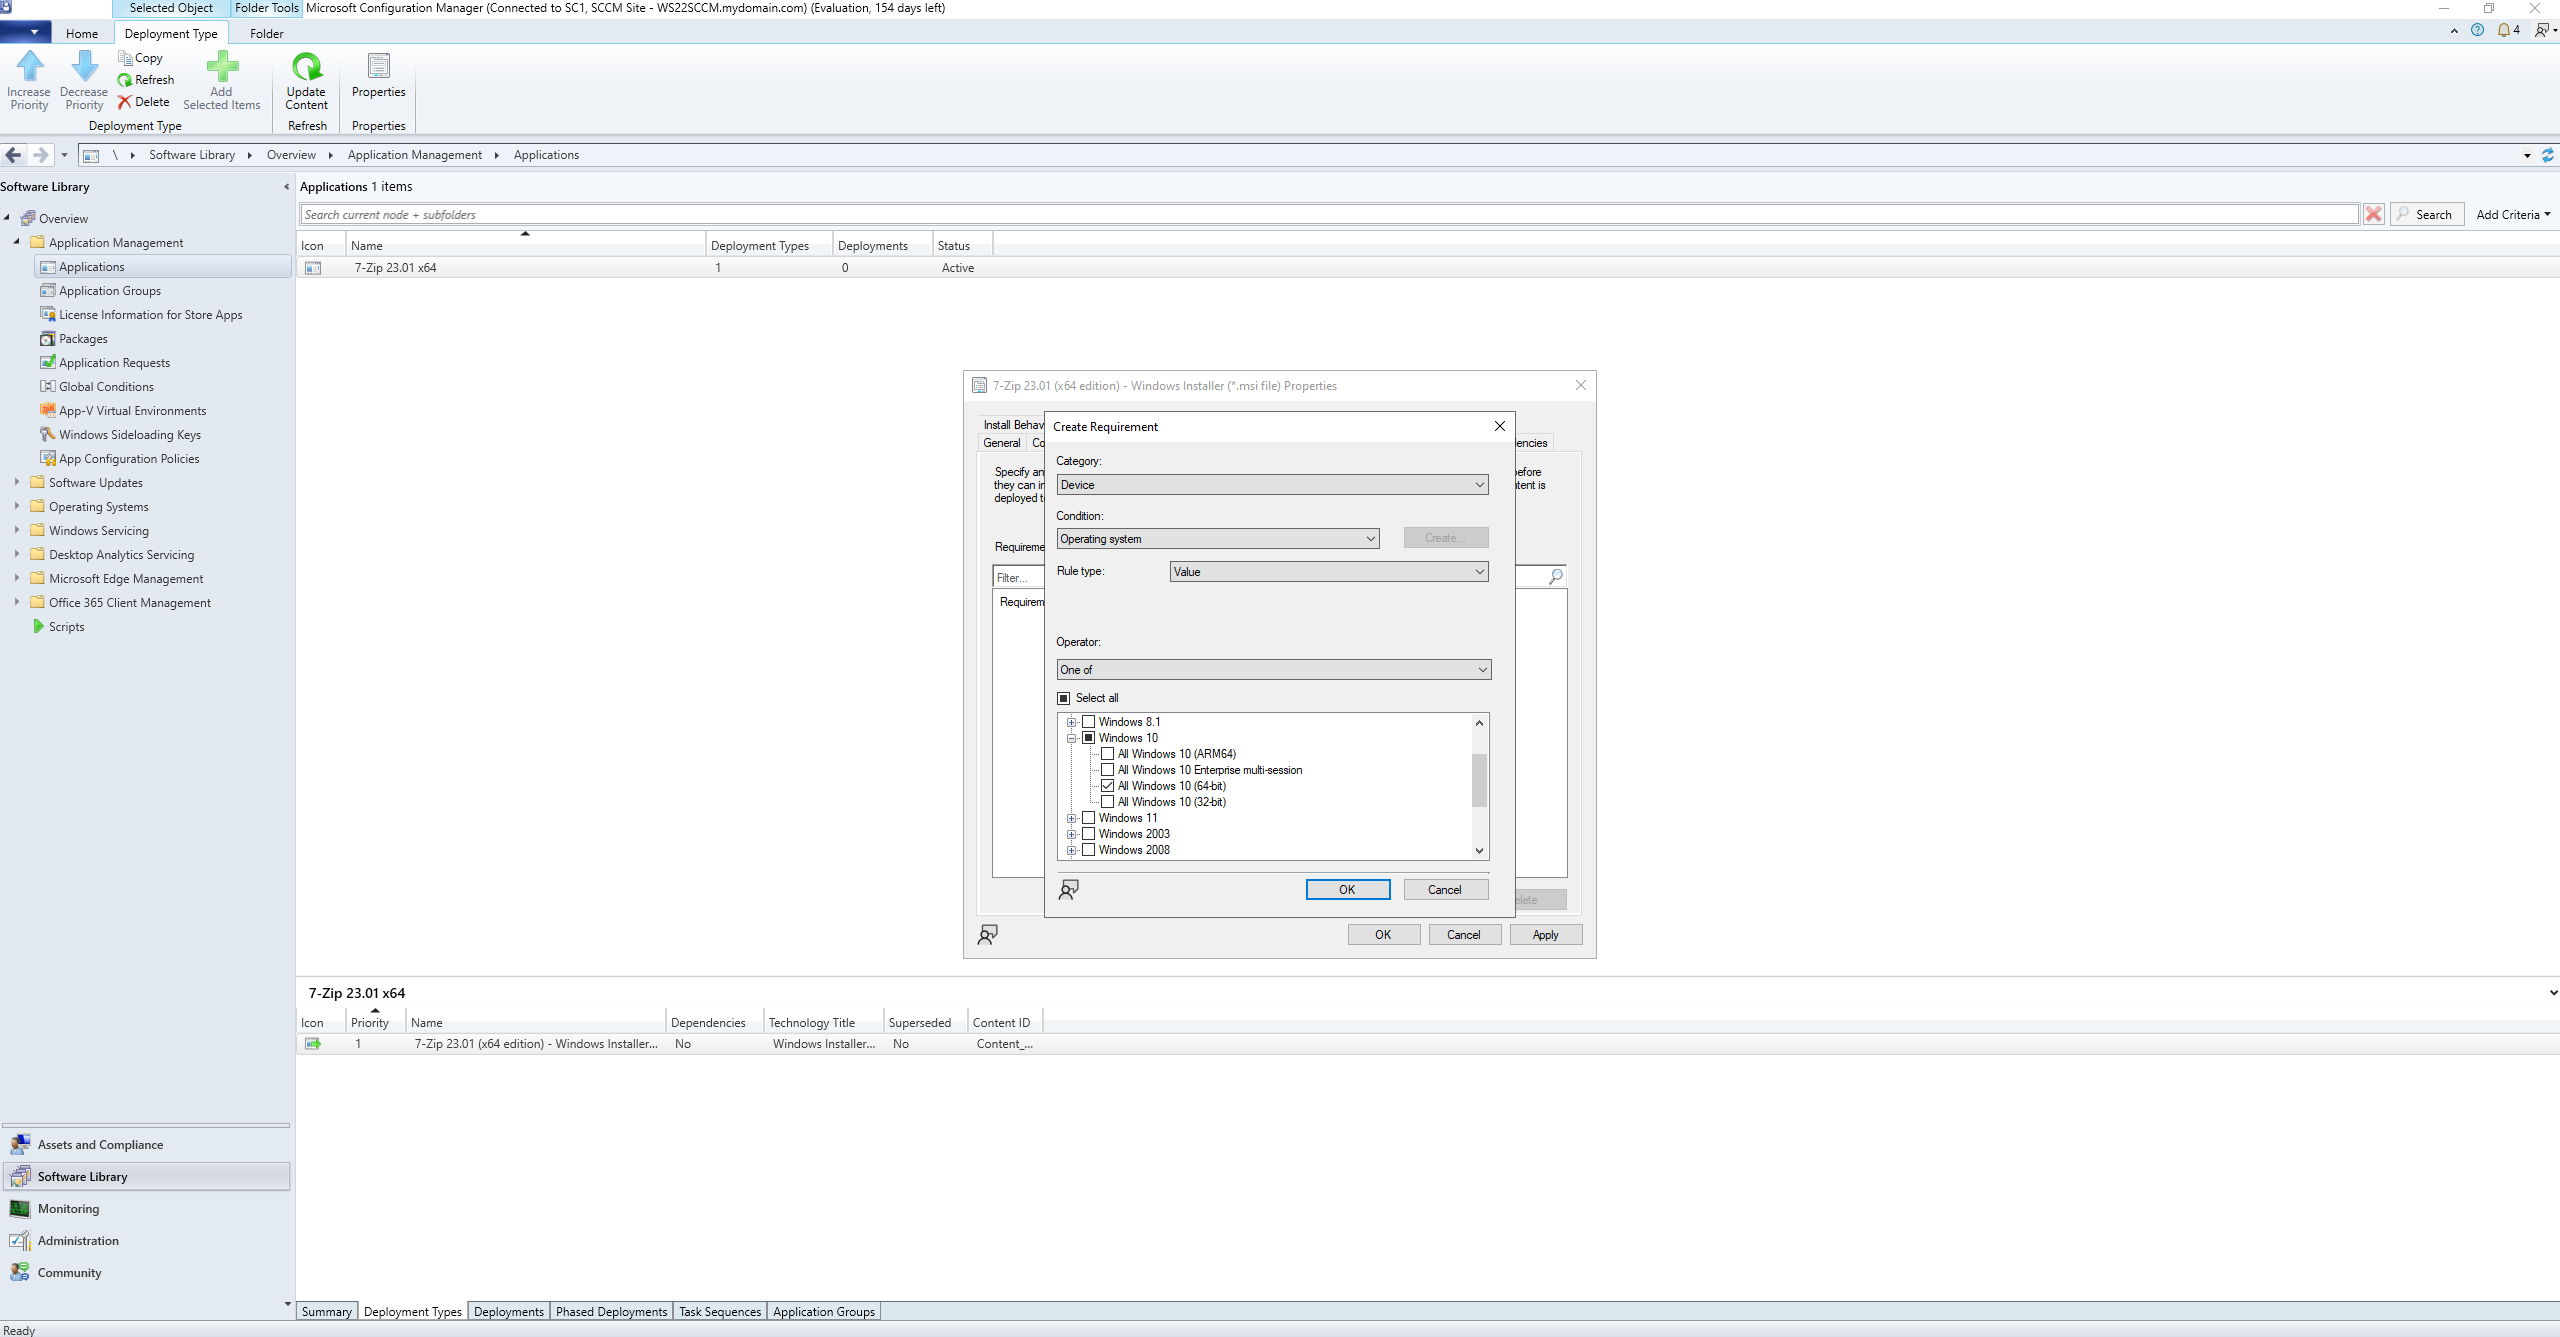 Selected Object
Folder Tools
Microsoft Configuration Manager (Connected to SC1, SCCM Site - WS22SCCM.mydomain.com) (Evaluation, 154 days left)
Home
Deployment Type
Folder
4
Increase Priority
Decrease Priority
Copy
Refresh
Delete
Add Selected Items
Update Content
Properties
Deployment Type
Refresh
Properties
\
Software Library
Overview
Application Management
Applications
Software Library
Overview
Application Management
Applications
Application Groups
License Information for Store Apps
Packages
Application Requests
Global Conditions
App-V Virtual Environments
Windows Sideloading Keys
App Configuration Policies
Software Updates
Operating Systems
Windows Servicing
Desktop Analytics Servicing
Microsoft Edge Management
Office 365 Client Management
Scripts
Assets and Compliance
Software Library
Monitoring
Administration
Community
Ready
Applications 1 items
Search current node + subfolders
Search
Add Criteria
Icon
Name
Deployment Types
Deployments
Status
7-Zip 23.01 x64
1
0
Active
7-Zip 23.01 (x64 edition) - Windows Installer (*.msi file) Properties
Install Behav
General
Co
encies
Specify an
efore
they can in
tent is
deployed t
Requireme
Filter...
Requirem
elete
OK
Cancel
Apply
Create Requirement
Category:
Device
Condition:
Operating system
Create...
Rule type:
Value
Operator:
One of
Select all
Windows 8.1
Windows 10
All Windows 10 (ARM64)
All Windows 10 Enterprise multi-session
All Windows 10 (64-bit)
All Windows 10 (32-bit)
Windows 11
Windows 2003
Windows 2008
OK
Cancel
7-Zip 23.01 x64
Icon
Priority
Name
Dependencies
Technology Title
Superseded
Content ID
1
7-Zip 23.01 (x64 edition) - Windows Installer...
No
Windows Installer...
No
Content_...
Summary
Deployment Types
Deployments
Phased Deployments
Task Sequences
Application Groups